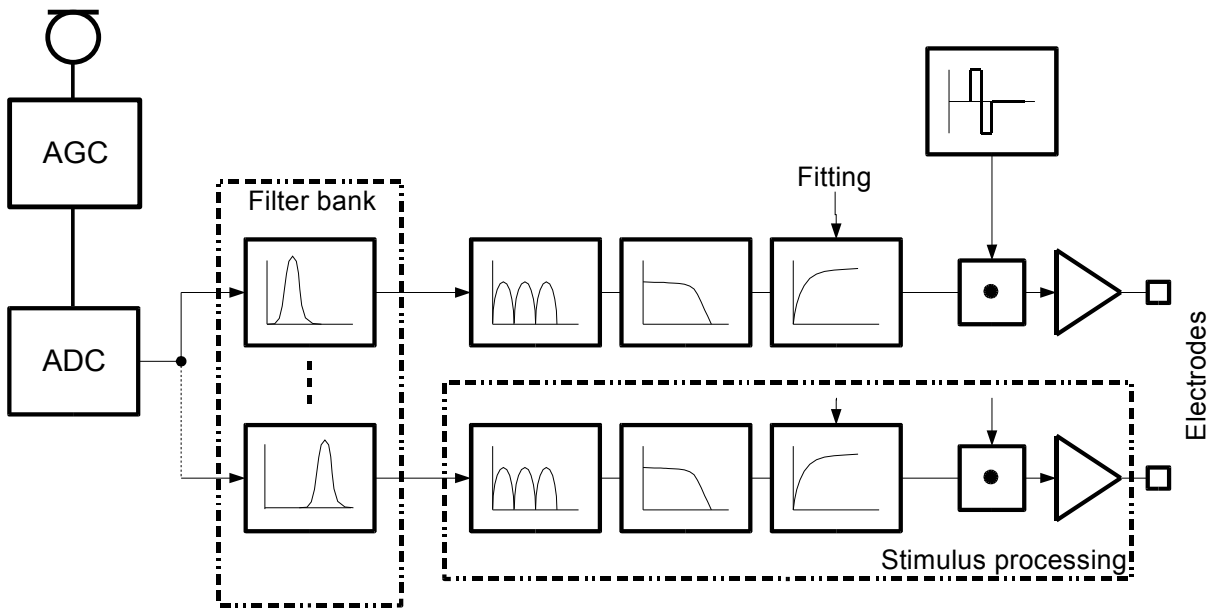 AGC
Filter bank
Fitting
ADC
Electrodes
Stimulus processing